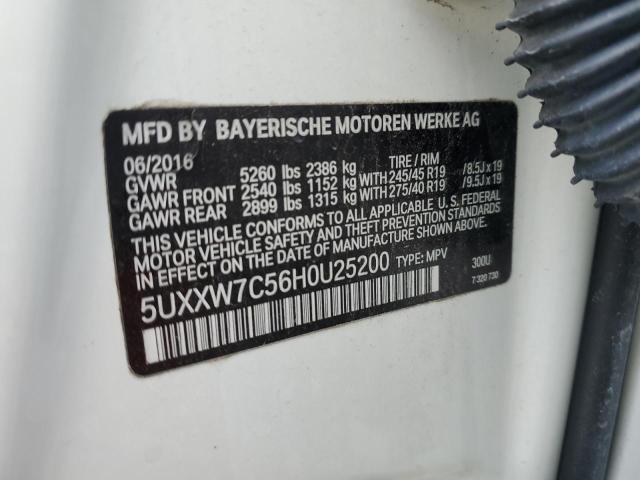 MFD BY BAYERISCHE MOTOREN WERKE AG
06/2016 TIRE / RIM
GVWR 5260 lbs 2386 kg
GAWR FRONT 2540 lbs 1152 kg WITH 245/45 R19 /8.5J x 19
GAWR REAR 2899 lbs 1315 kg WITH 275/40 R19 /9.5J x 19
THIS VEHICLE CONFORMS TO ALL APPLICABLE U.S. FEDERAL
MOTOR VEHICLE SAFETY AND THEFT PREVENTION STANDARDS
IN EFFECT ON THE DATE OF MANUFACTURE SHOWN ABOVE.
5UXXW7C56H0U25200 TYPE: MPV 300U
7 320 730